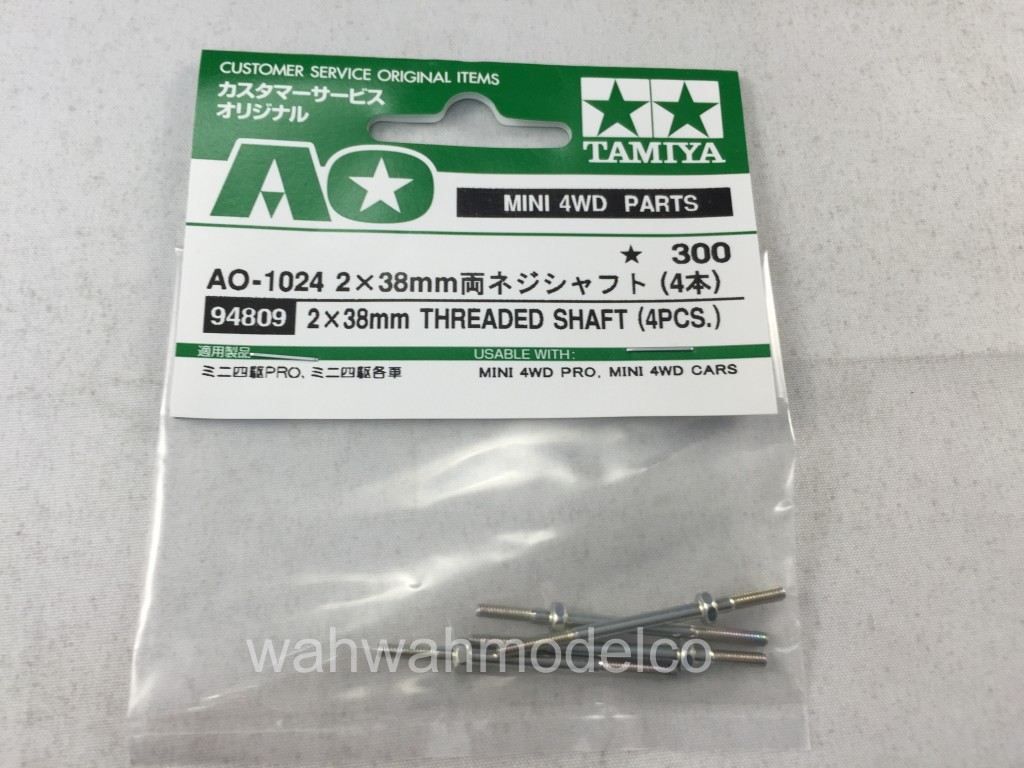 CUSTOMER SERVICE ORIGINAL ITEMS
カスタマーサービス
オリジナル
TAMIYA
AO
MINI 4WD PARTS
★ 300
AO-1024 2×38mm両ネジシャフト(4本)
94809 2×38mm THREADED SHAFT (4PCS.)
適用製品 USABLE WITH:
ミニ四駆PRO、ミニ四駆各車 MINI 4WD PRO, MINI 4WD CARS
wahwahmodelco